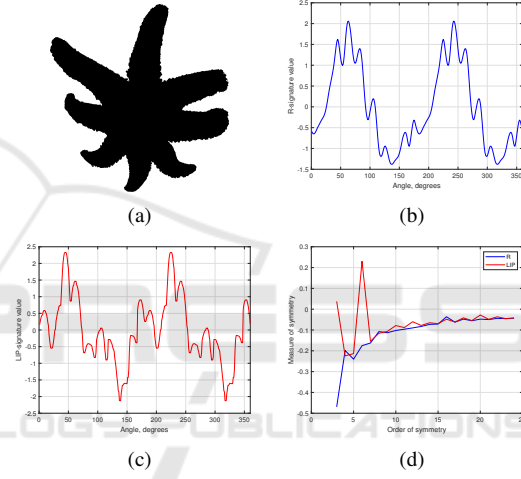 (a)
2.5
2
1.5
1
0.5
0
-0.5
-1
-1.5
R-signature value
0 50 100 150 200 250 300 350
Angle, degrees
(b)
2.5
2
1.5
1
0.5
0
-0.5
-1
-1.5
-2
-2.5
LIP-signature value
0 50 100 150 200 250 300 350
Angle, degrees
(c)
0.3
0.2
0.1
0
-0.1
-0.2
-0.3
-0.4
-0.5
Measure of symmetry
R
LIP
0 5 10 15 20
Order of symmetry
(d)